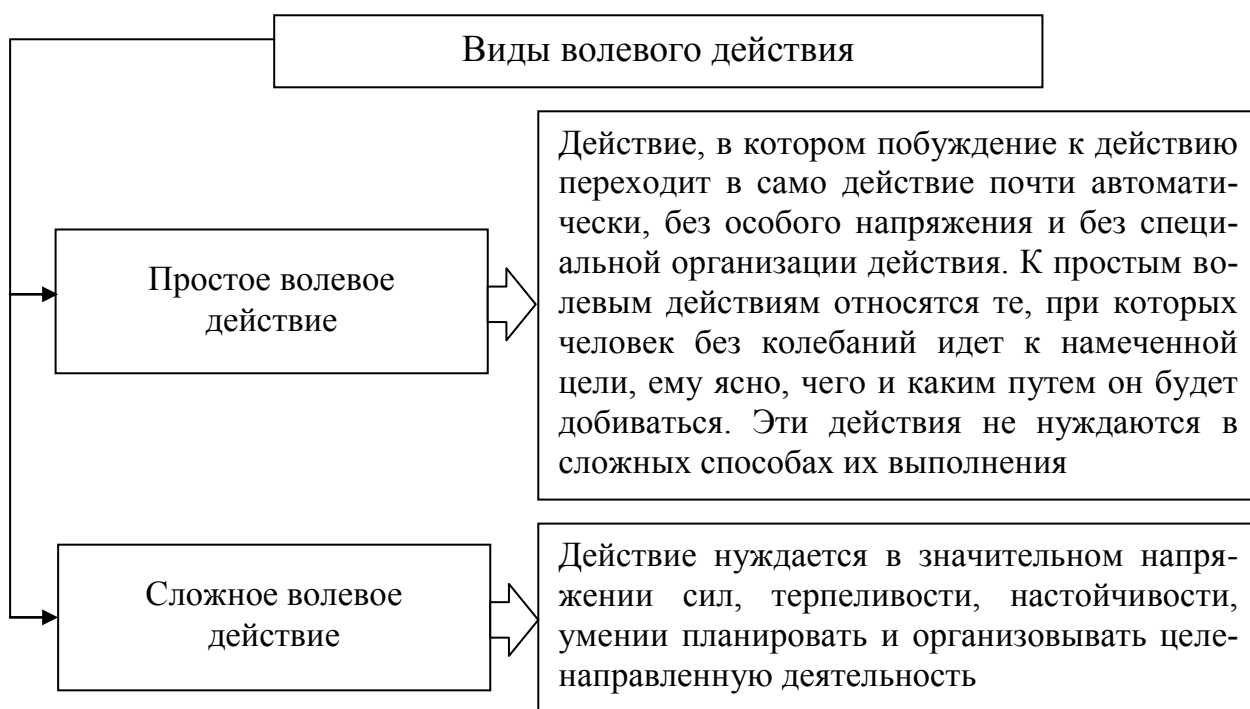 Виды волевого действия
Простое волевое
действие
Действие, в котором побуждение к действию
переходит в само действие почти автомати-
чески, без особого напряжения и без специ-
альной организации действия. К простым во-
левым действиям относятся те, при которых
человек без колебаний идет к намеченной
цели, ему ясно, чего и каким путем он будет
добиваться. Эти действия не нуждаются в
сложных способах их выполнения
Сложное волевое
действие
Действие нуждается в значительном напря-
жении сил, терпеливости, настойчивости,
умении планировать и организовывать целе-
направленную деятельность